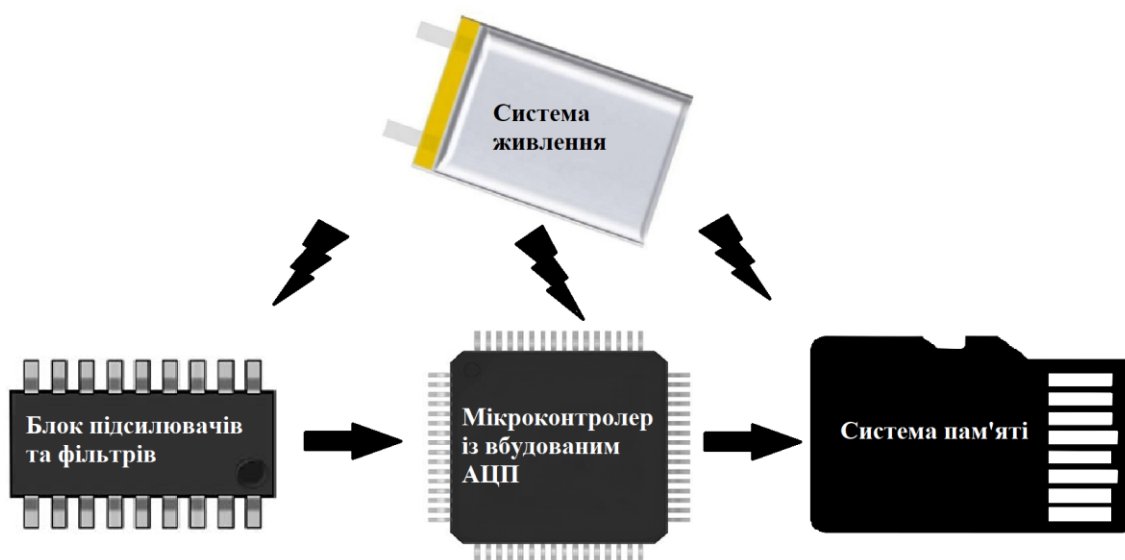 Система
живлення
Блок підсилювачів
та фільтрів
Мікроконтролер
із вбудованим
АЦП
Система пам'яті